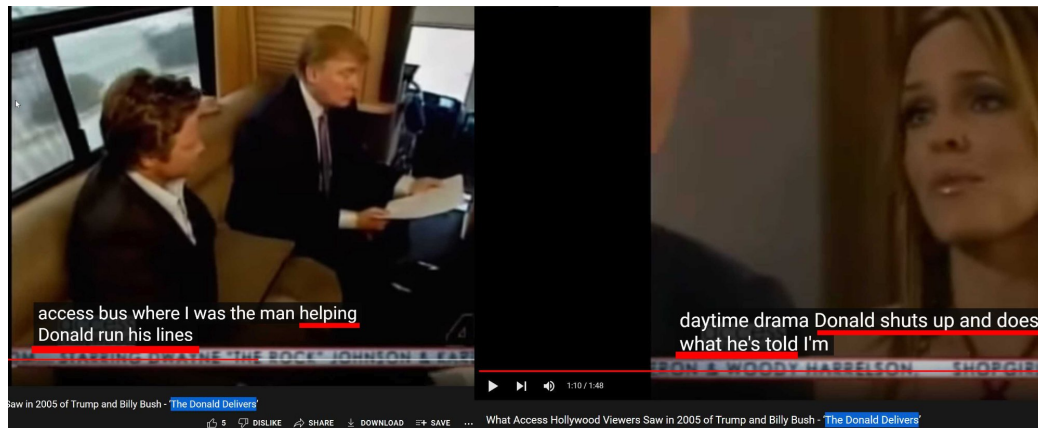 access bus where I was the man helping
Donald run his lines
STARRING DWAYNE "THE ROCK" JOHNSON & KAR
Saw in 2005 of Trump and Billy Bush - 'The Donald Delivers'
5 DISLIKE SHARE DOWNLOAD SAVE ...
daytime drama Donald shuts up and does
what he's told I'm
RON & WOODY HARRELSON. SHOPGIR
1:10 / 1:48
What Access Hollywood Viewers Saw in 2005 of Trump and Billy Bush - 'The Donald Delivers'